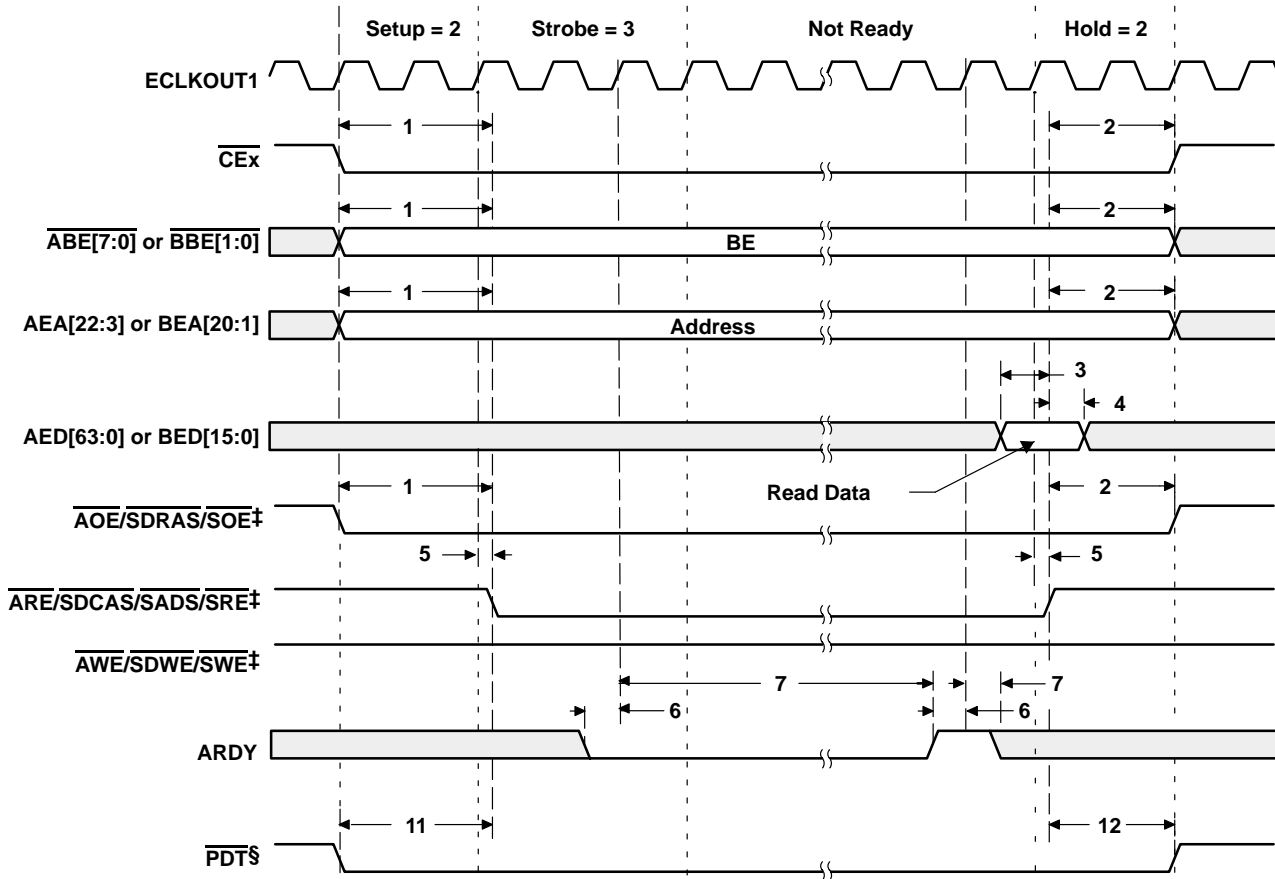 Setup = 2 Strobe = 3 Not Ready Hold = 2
ECLKOUT1
1 2
CEx
1 2
ABE[7:0] or BBE[1:0] BE
1 2
AEA[22:3] or BEA[20:1] Address
3
4
AED[63:0] or BED[15:0]
1 Read Data 2
AOE/SDRAS/SOE‡
5 5
ARE/SDCAS/SADS/SRE‡
AWE/SDWE/SWE‡
7 7
6 6
ARDY
11 12
PDT§